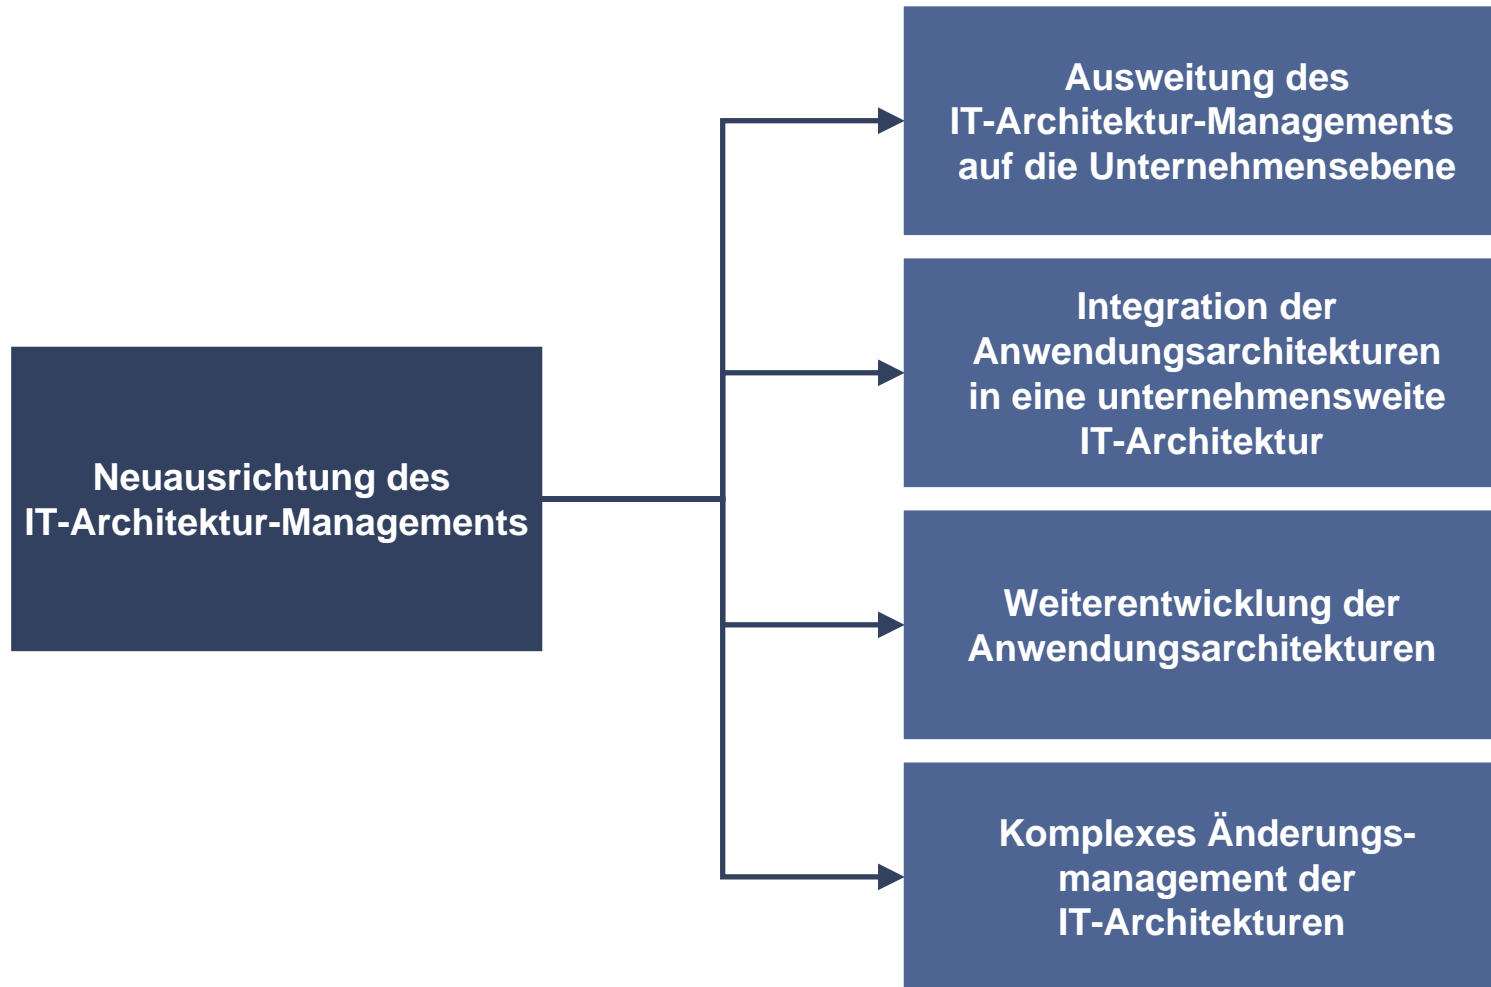 Ausweitung des
IT-Architektur-Managements
auf die Unternehmensebene
Integration der
Anwendungsarchitekturen
in eine unternehmensweite
IT-Architektur
Neuausrichtung des
IT-Architektur-Managements
Weiterentwicklung der
Anwendungsarchitekturen
Komplexes Änderungs-
management der
IT-Architekturen